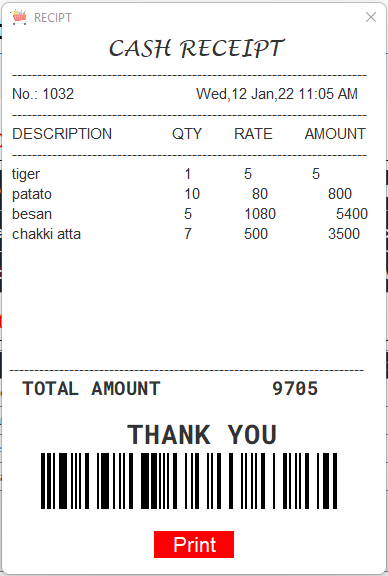 RECIPT
CASH RECEIPT
No.: 1032 Wed,12 Jan,22 11:05 AM
DESCRIPTION QTY RATE AMOUNT
tiger 1 5 5
patato 10 80 800
besan 5 1080 5400
chakki atta 7 500 3500
TOTAL AMOUNT 9705
THANK YOU
Print